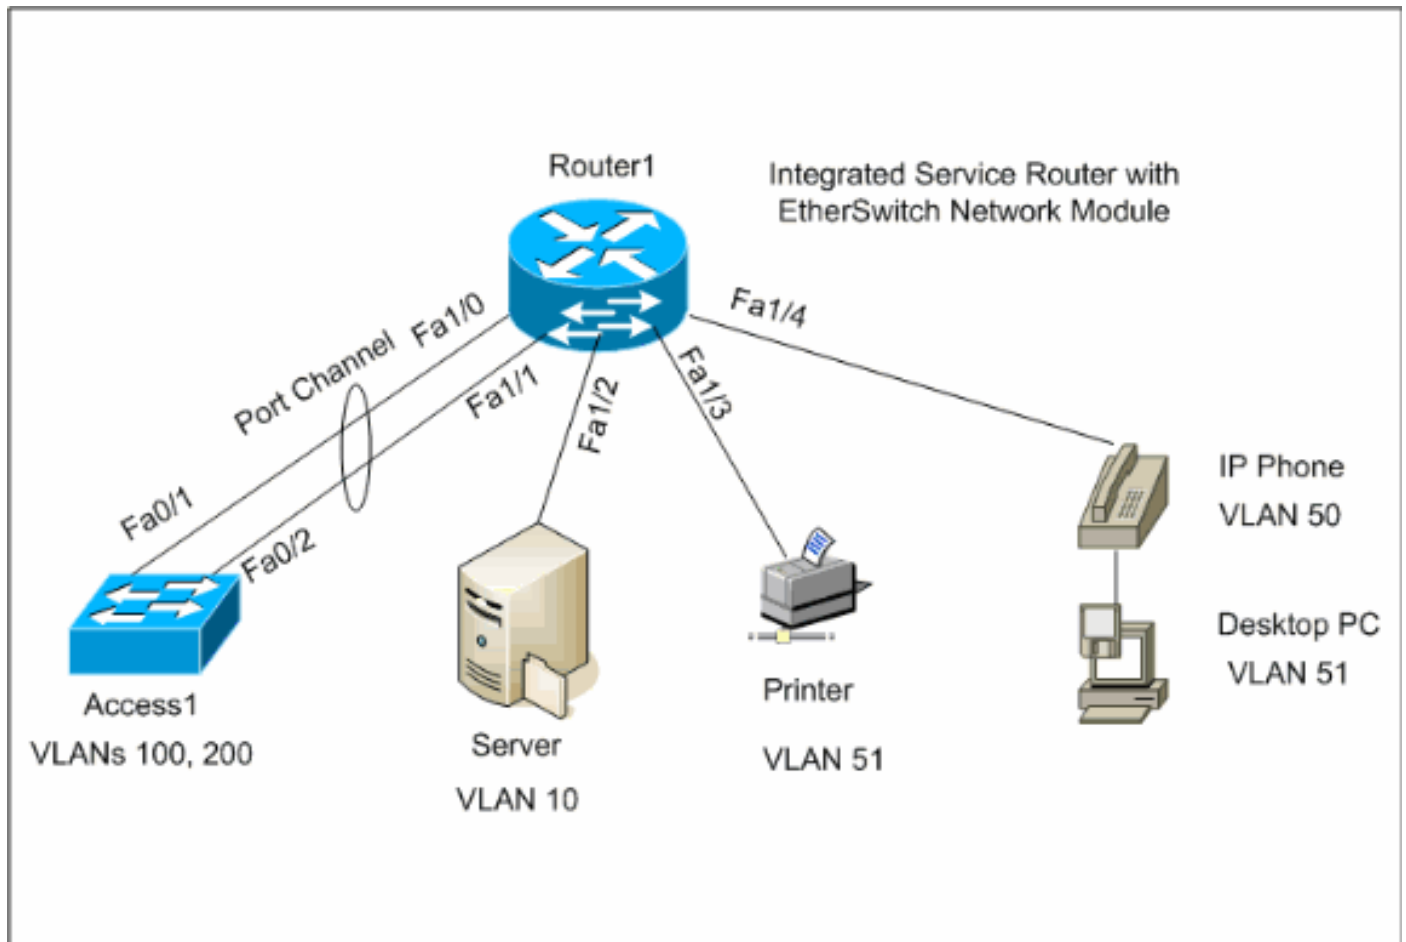 Router1
Integrated Service Router with
EtherSwitch Network Module
Port Channel
Fa1/0
Fa1/1
Fa1/2
Fa1/3
Fa1/4
Fa0/1
Fa0/2
Access1
VLANs 100, 200
Server
VLAN 10
Printer
VLAN 51
IP Phone
VLAN 50
Desktop PC
VLAN 51